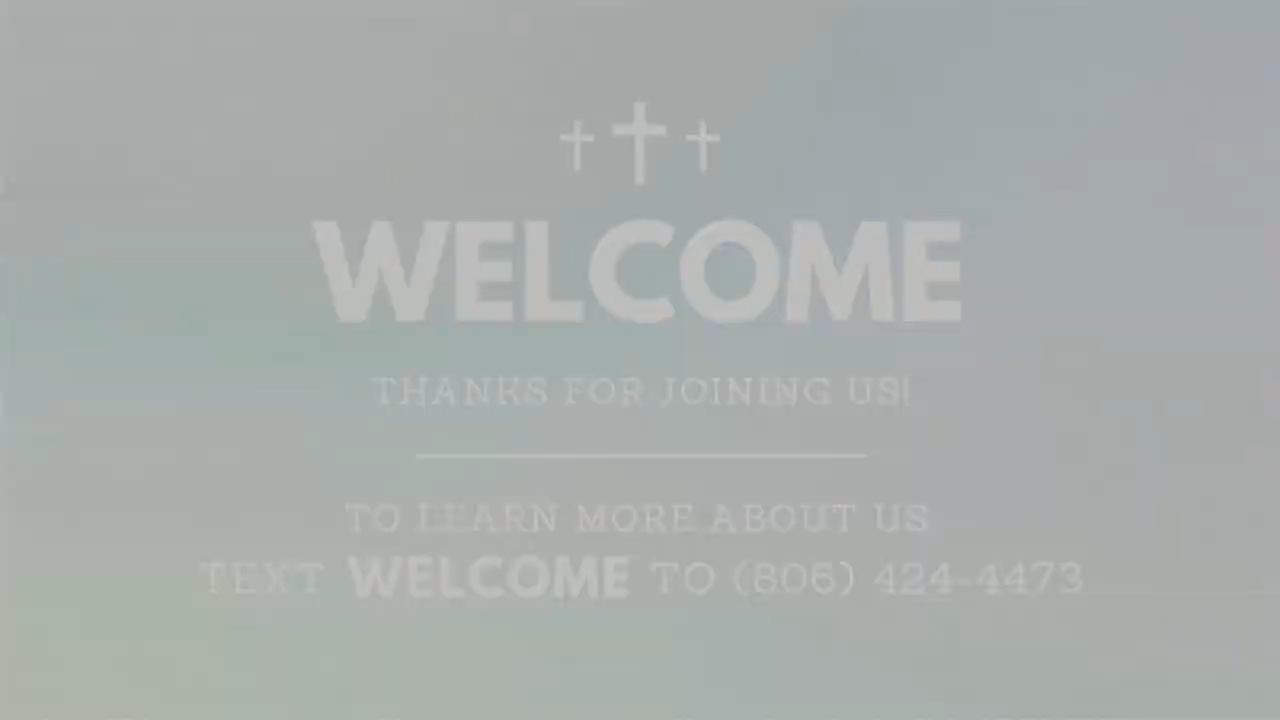 WELCOME
THANKS FOR JOINING US!
TO LEARN MORE ABOUT US
TEXT WELCOME TO (806) 424-4473